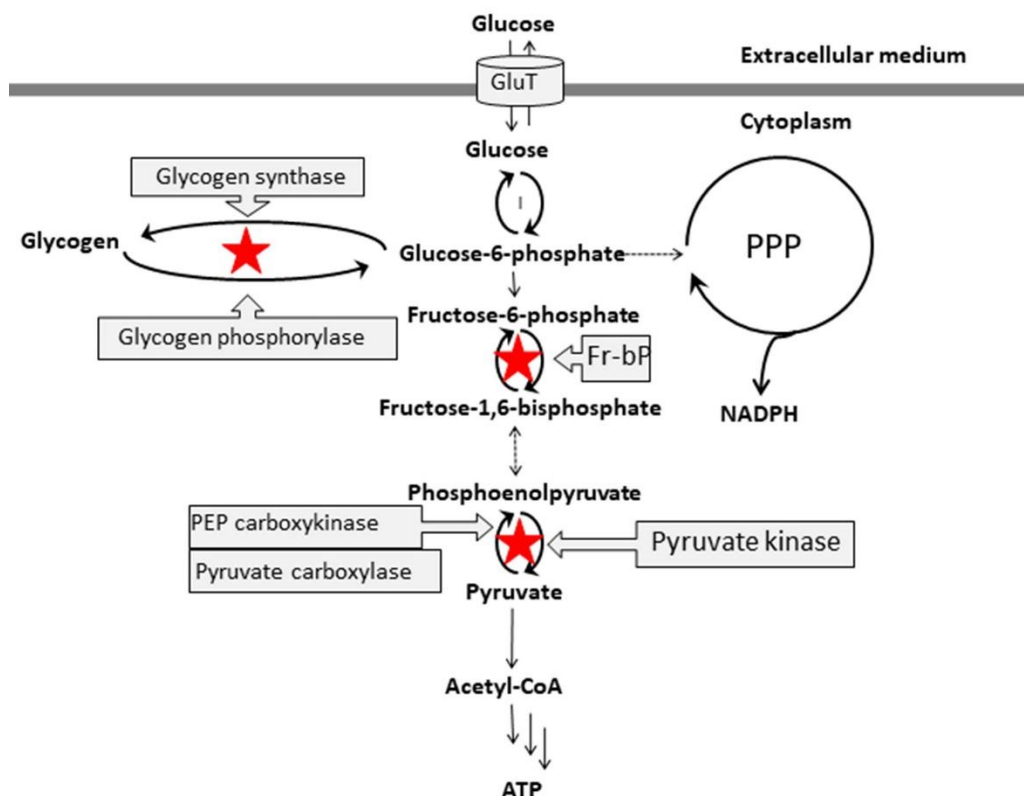 Glucose
Extracellular medium
GluT
Cytoplasm
Glucose
Glycogen synthase
I
Glycogen
Glucose-6-phosphate
PPP
Fructose-6-phosphate
Glycogen phosphorylase
Fr-bP
Fructose-1,6-bisphosphate
NADPH
Phosphoenolpyruvate
PEP carboxykinase
Pyruvate kinase
Pyruvate carboxylase
Pyruvate
Acetyl-CoA
ATP